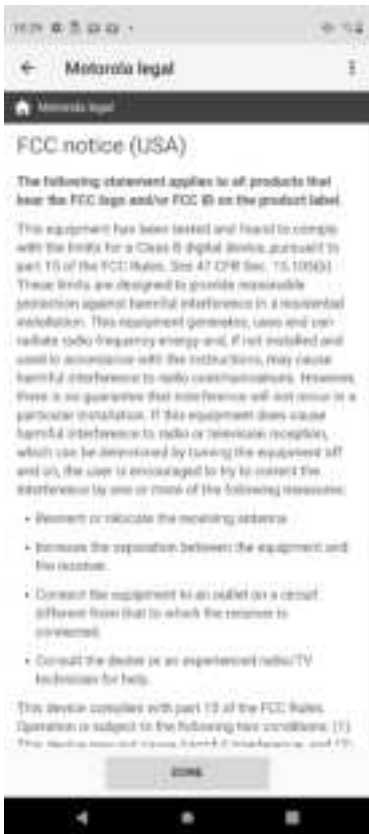 Motorola legal
Motorola legal
FCC notice (USA)
The following statement applies to all products that
bear the FCC logo and/or FCC ID on the product label.
This equipment has been tested and found to comply
with the limits for a Class B digital device, pursuant to
part 15 of the FCC Rules. See 47 CFR Sec. 15.105(b).
These limits are designed to provide reasonable
protection against harmful interference in a residential
installation. This equipment generates, uses and can
radiate radio frequency energy and, if not installed and
used in accordance with the instructions, may cause
harmful interference to radio communications. However,
there is no guarantee that interference will not occur in a
particular installation. If this equipment does cause
harmful interference to radio or television reception,
which can be determined by turning the equipment off
and on, the user is encouraged to try to correct the
interference by one or more of the following measures:
• Reorient or relocate the receiving antenna.
• Increase the separation between the equipment and
the receiver.
• Connect the equipment to an outlet on a circuit
different from that to which the receiver is
connected.
• Consult the dealer or an experienced radio/TV
technician for help.
This device complies with part 15 of the FCC Rules.
Operation is subject to the following two conditions: (1)
This device may not cause harmful interference, and (2)
DONE